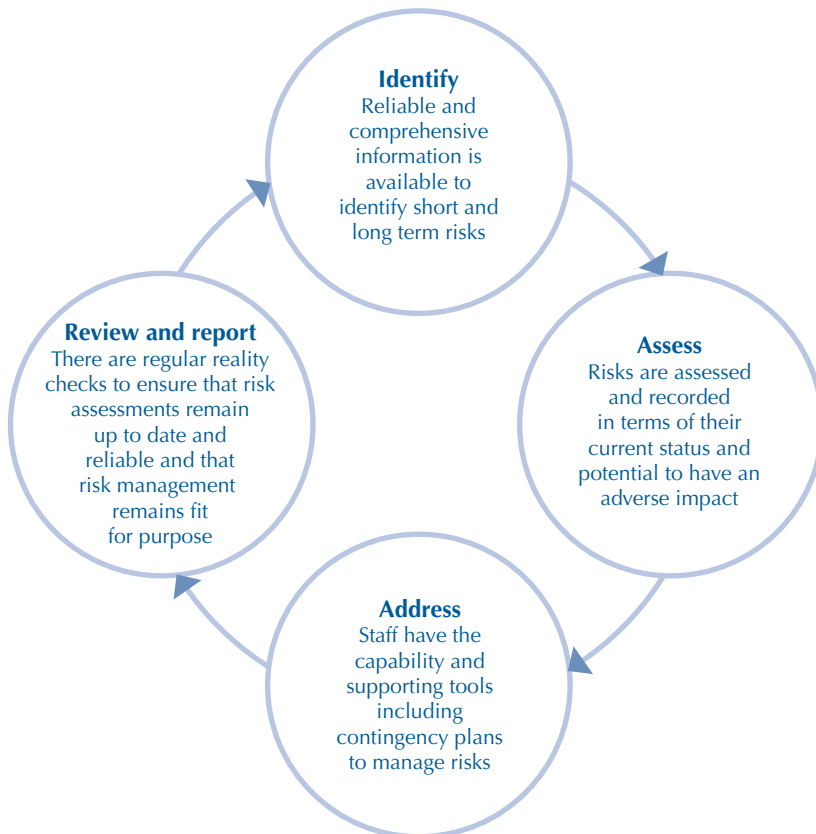 Identify
Reliable and
comprehensive
information is
available to
identify short and
long term risks
Assess
Risks are assessed
and recorded
in terms of their
current status and
potential to have an
adverse impact
Address
Staff have the
capability and
supporting tools
including
contingency plans
to manage risks
Review and report
There are regular reality
checks to ensure that risk
assessments remain
up to date and
reliable and that
risk management
remains fit
for purpose